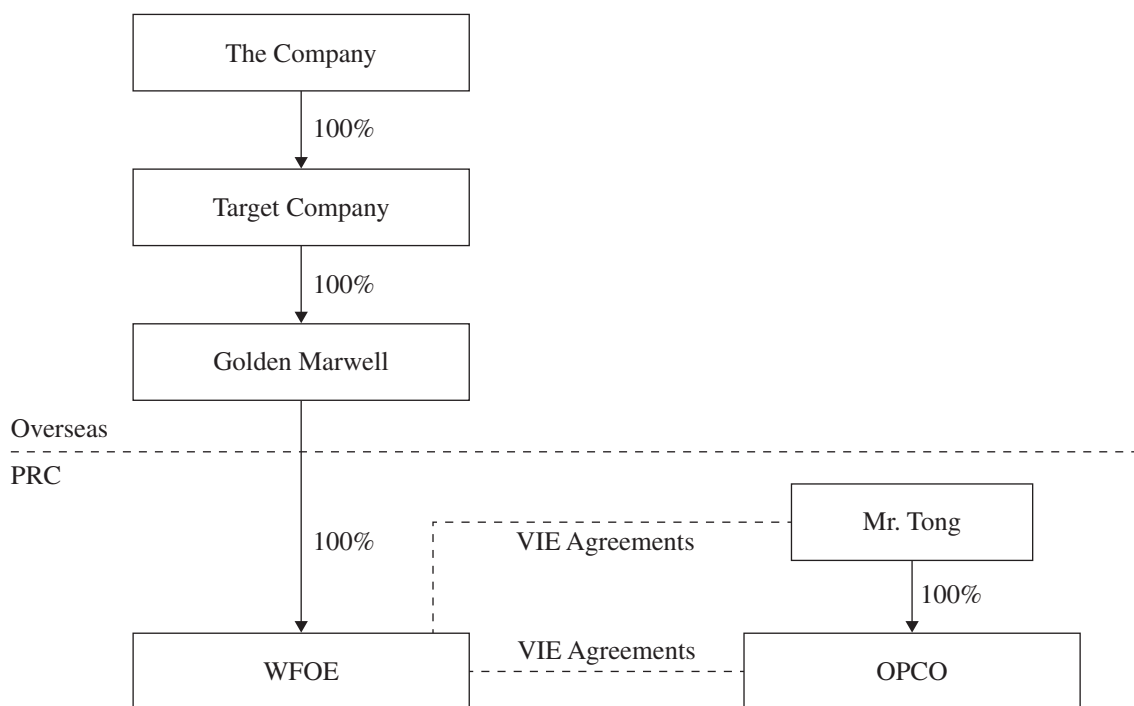 The Company
100%
Target Company
100%
Golden Marwell
Overseas
PRC
Mr. Tong
100%
VIE Agreements
100%
VIE Agreements
WFOE
OPCO